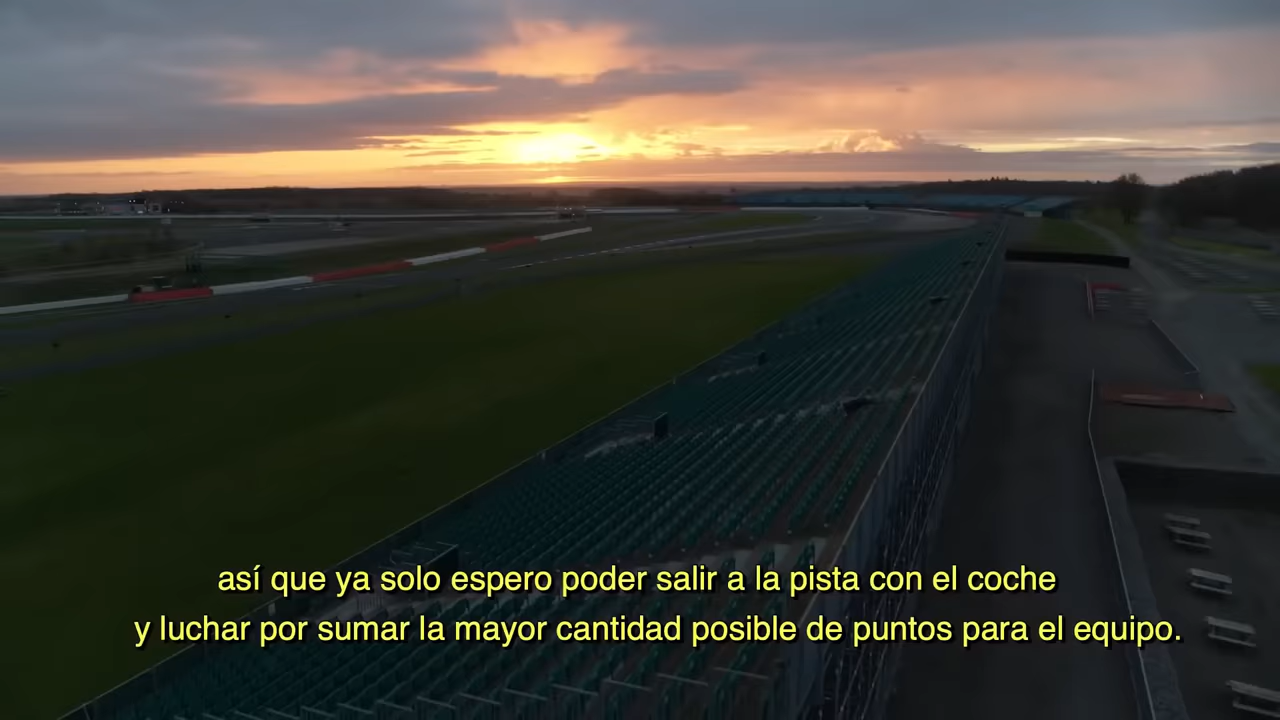 así que ya solo espero poder salir a la pista con el coche
y luchar por sumar la mayor cantidad posible de puntos para el equipo.